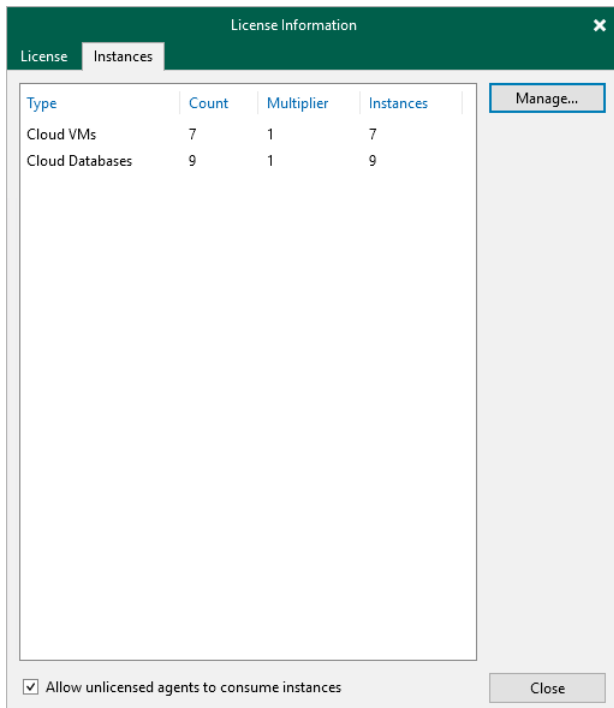 License Information
License Instances
Type Count Multiplier Instances
Manage...
Cloud VMs 7 1 7
Cloud Databases 9 1 9
Allow unlicensed agents to consume instances
Close